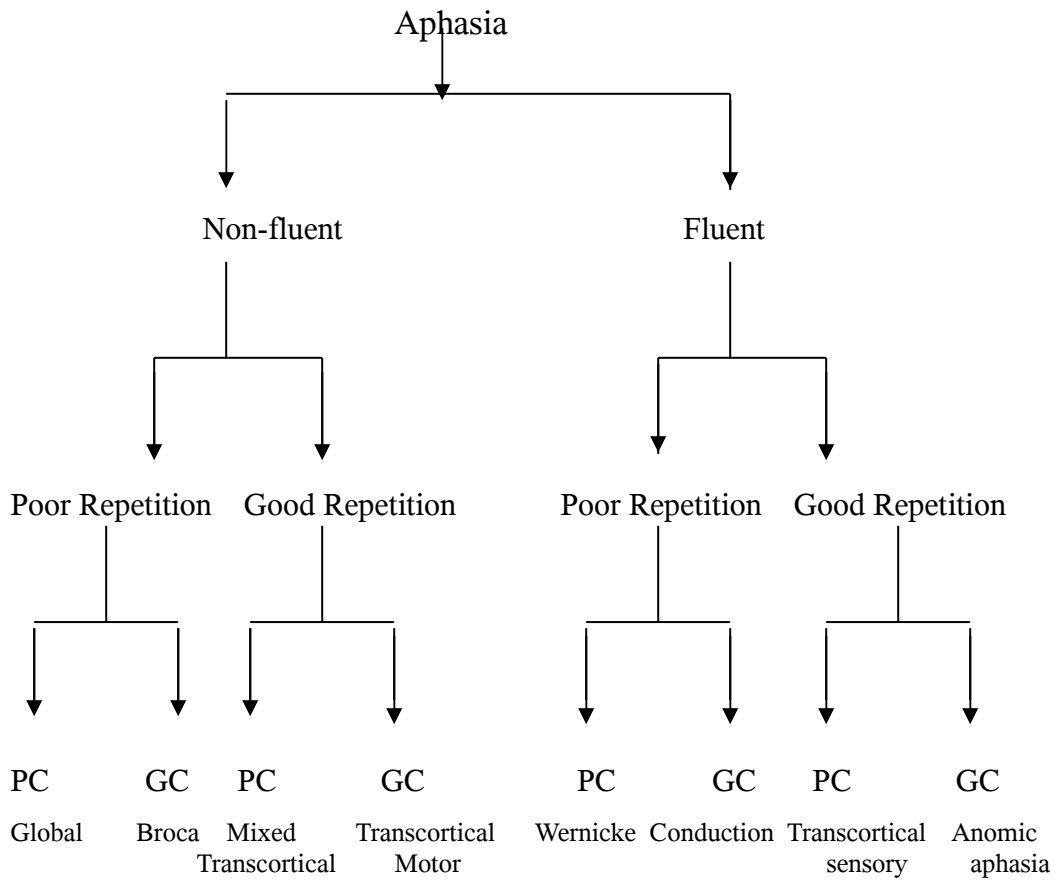 Aphasia
Non-fluent Fluent
Poor Repetition Good Repetition Poor Repetition Good Repetition
PC GC PC GC PC GC PC GC
Global Broca Mixed Transcortical Wernicke Conduction Transcortical Anomic
Transcortical Motor sensory aphasia